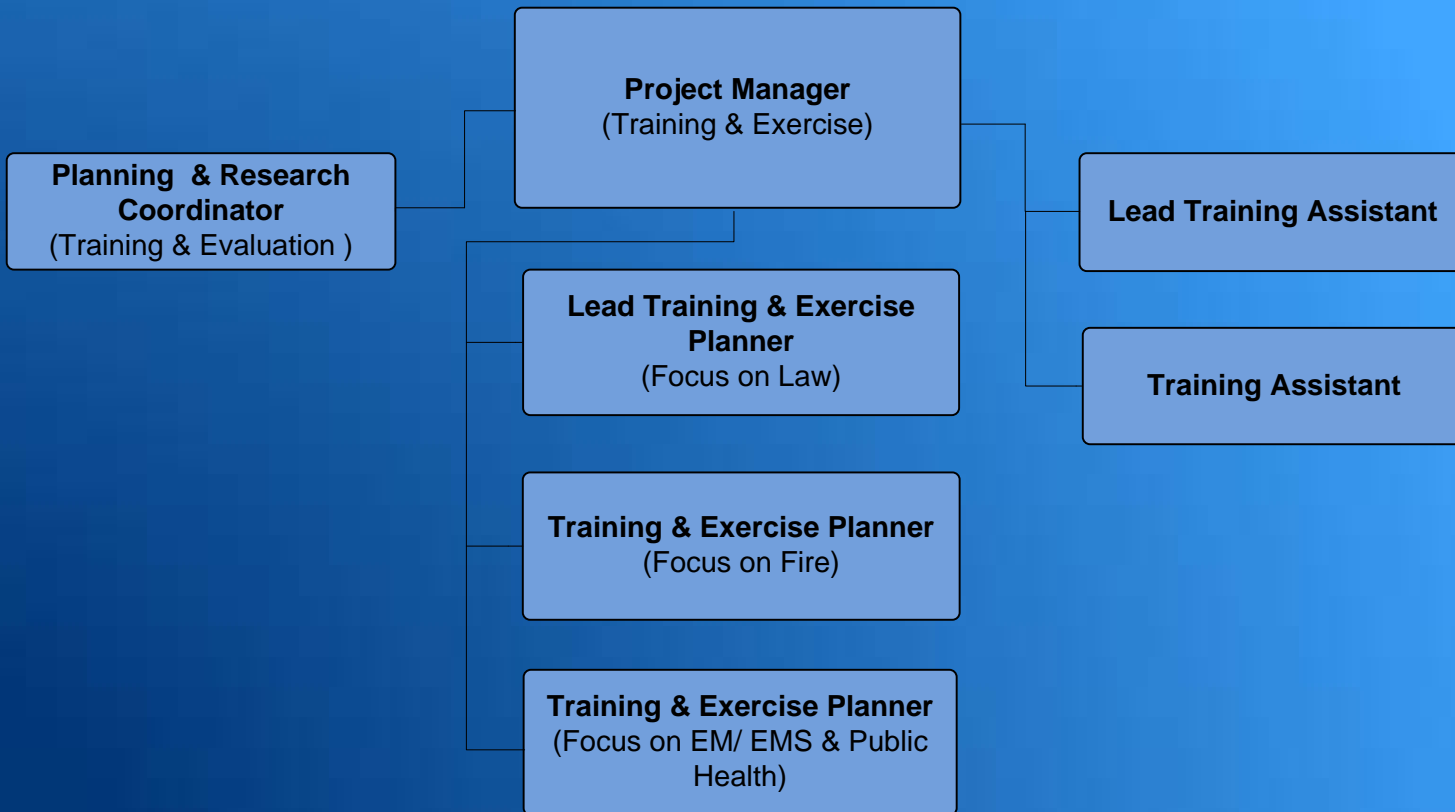 Project Manager
(Training & Exercise)
Planning & Research
Coordinator
(Training & Evaluation )
Lead Training Assistant
Lead Training & Exercise
Planner
(Focus on Law)
Training Assistant
Training & Exercise Planner
(Focus on Fire)
Training & Exercise Planner
(Focus on EM/ EMS & Public
Health)